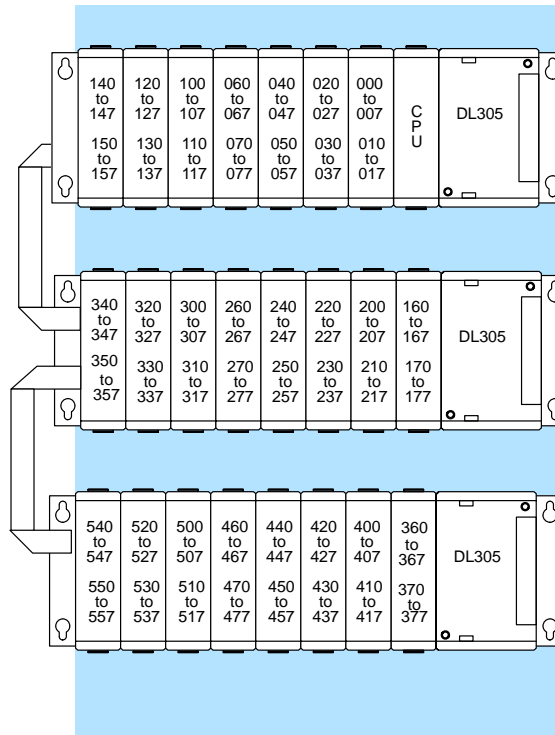 140
to
147
150
to
157
120
to
127
130
to
137
100
to
107
110
to
117
060
to
067
070
to
077
040
to
047
050
to
057
020
to
027
030
to
037
000
to
007
010
to
017
C
P
U
DL305
340
to
347
350
to
357
320
to
327
330
to
337
300
to
307
310
to
317
260
to
267
270
to
277
240
to
247
250
to
257
220
to
227
230
to
237
200
to
207
210
to
217
160
to
167
170
to
177
DL305
540
to
547
550
to
557
520
to
527
530
to
537
500
to
507
510
to
517
460
to
467
470
to
477
440
to
447
450
to
457
420
to
427
430
to
437
400
to
407
410
to
417
360
to
367
370
to
377
DL305